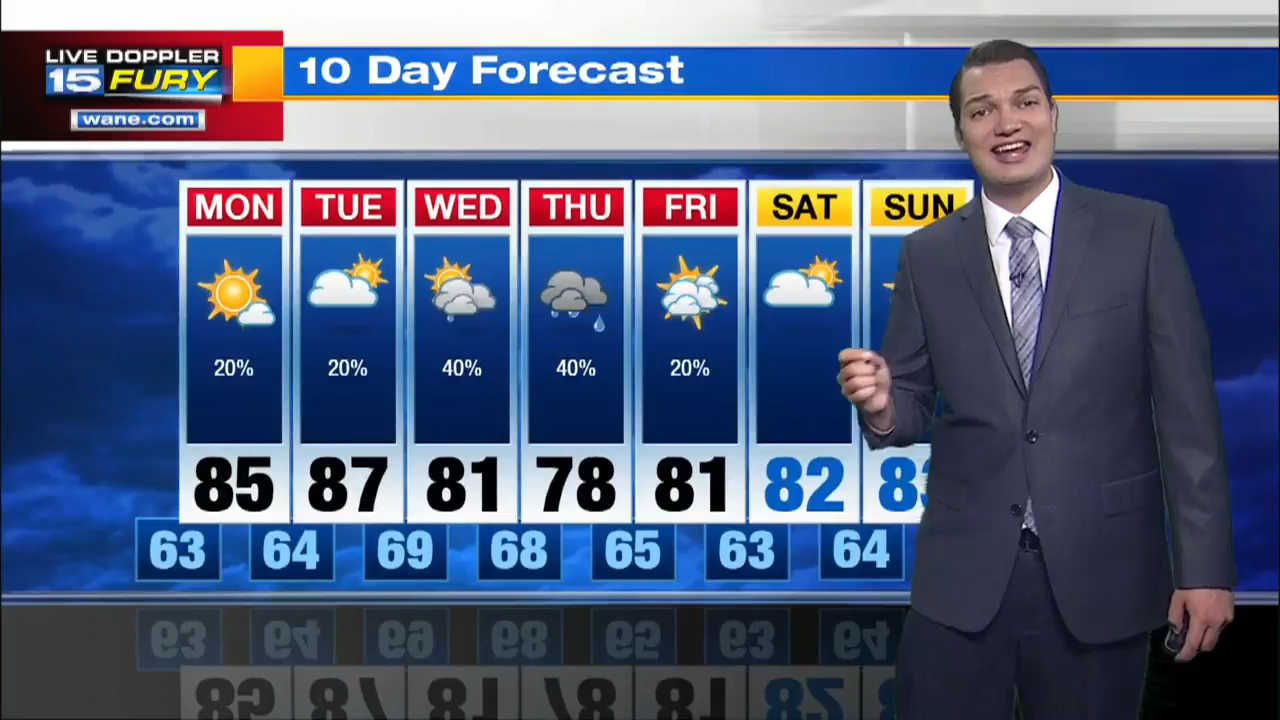 LIVE DOPPLER
15 FURY
wane.com
10 Day Forecast
MON TUE WED THU FRI SAT SUN
20% 20% 40% 40% 20%
85 87 81 78 81 82 83
63 64 69 68 65 63 64